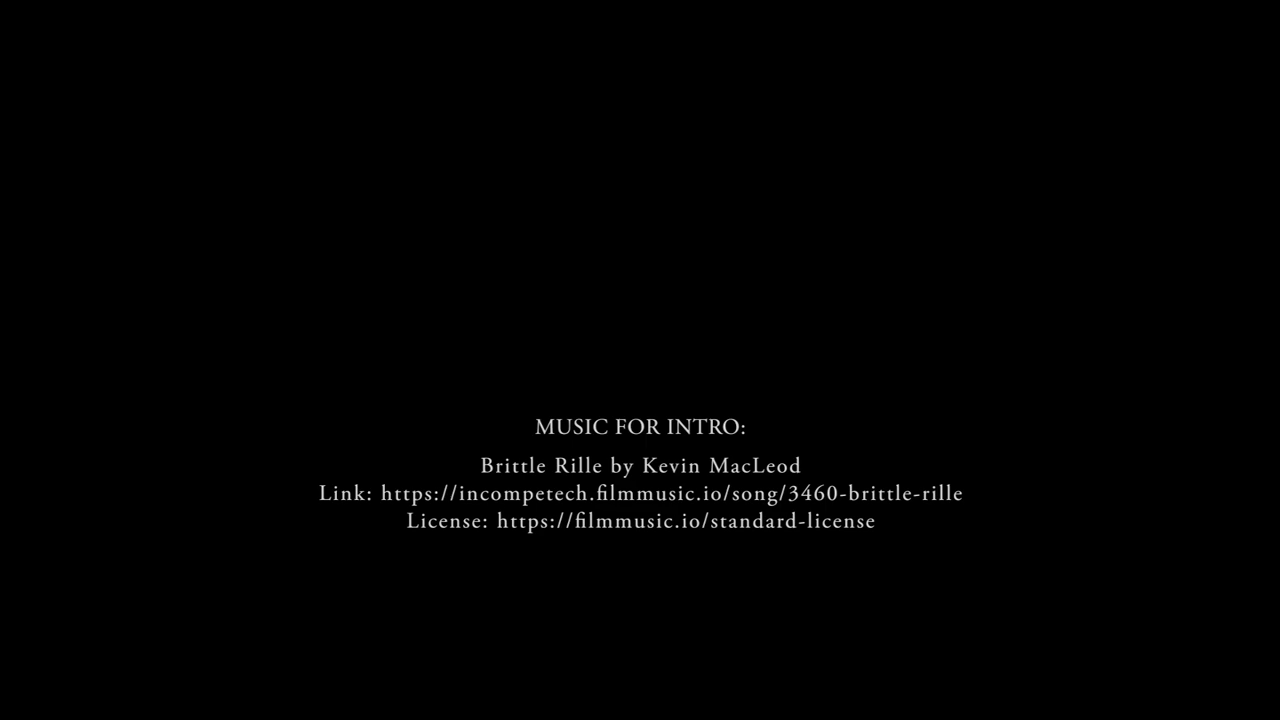 MUSIC FOR INTRO:
Brittle Rille by Kevin MacLeod
Link: https://incompetech.filmmusic.io/song/3460-brittle-rille
License: https://filmmusic.io/standard-license